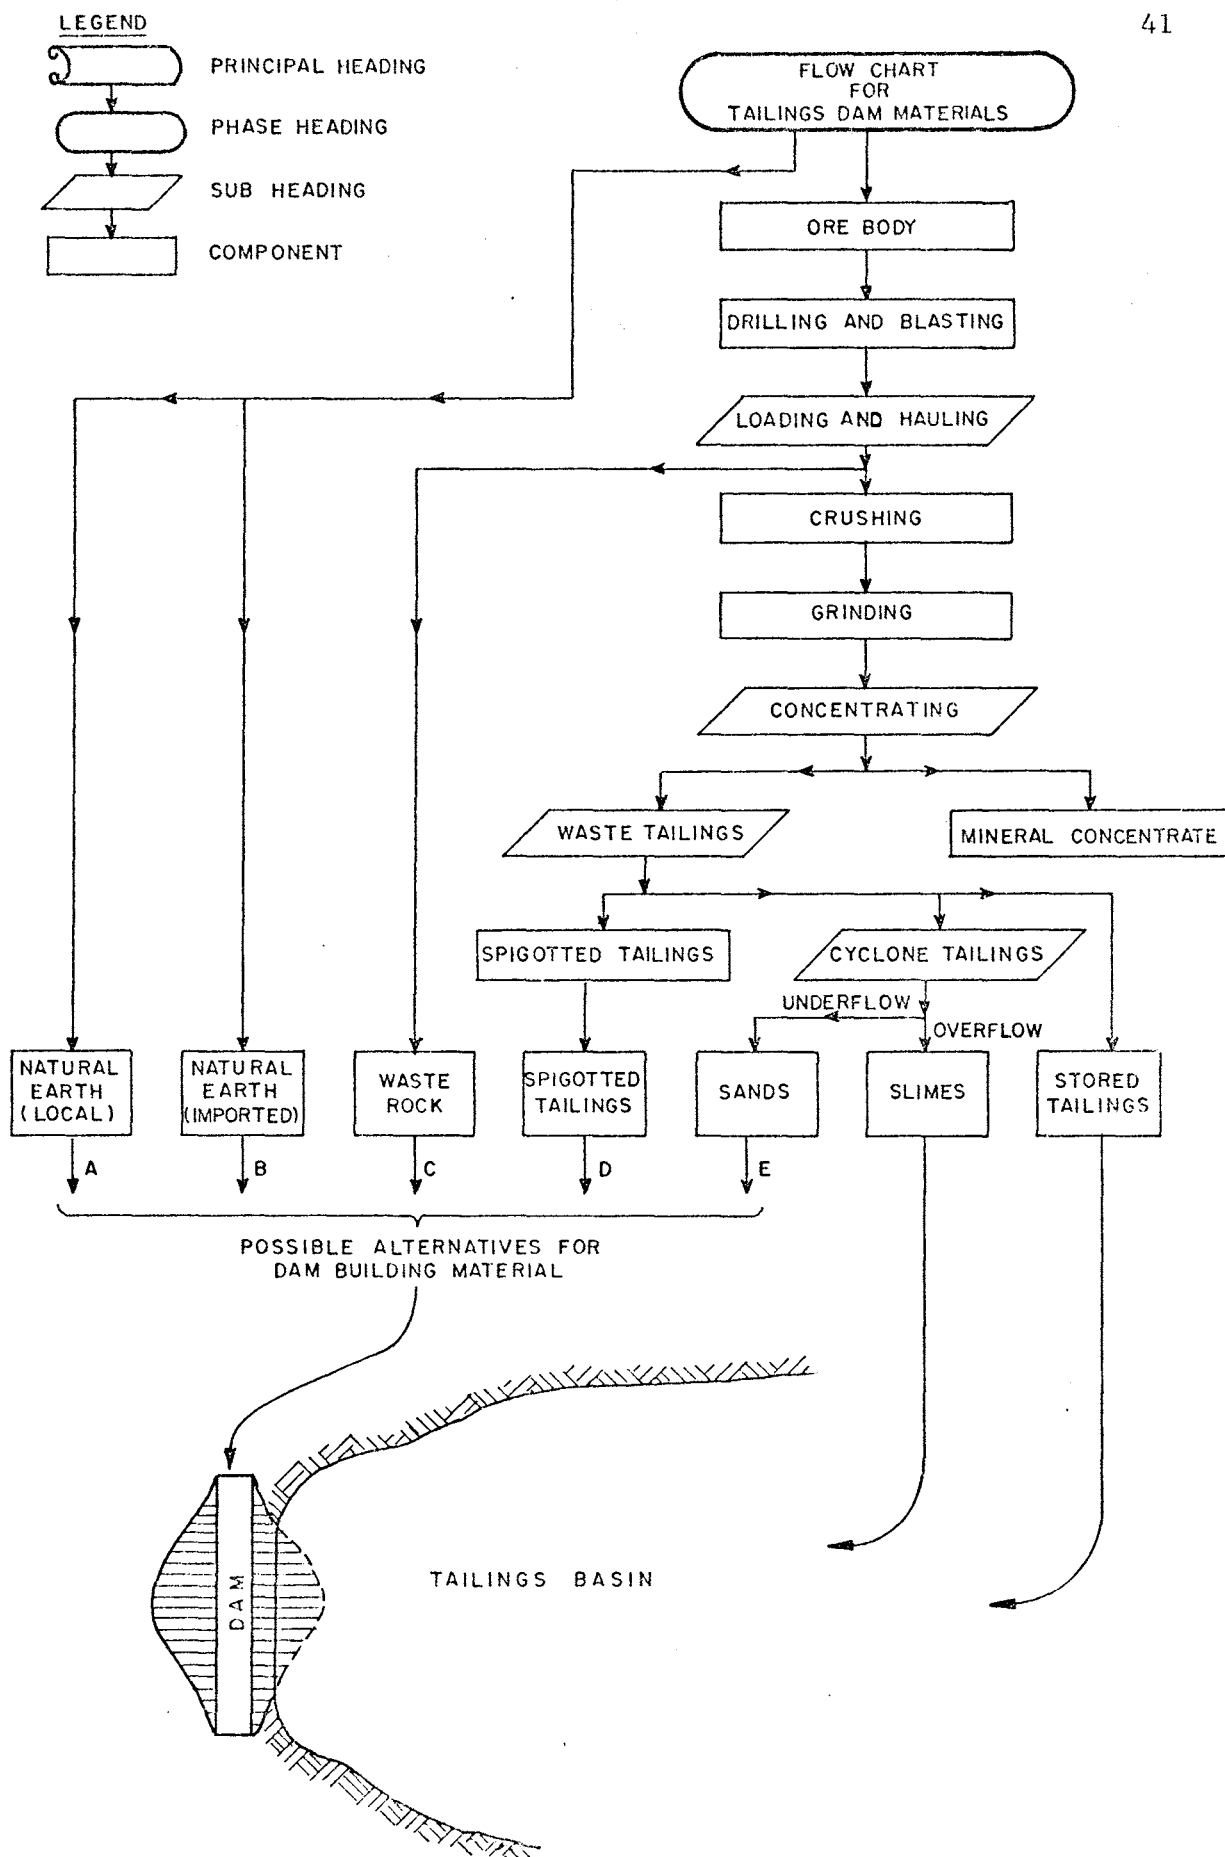 41
LEGEND
PRINCIPAL HEADING
PHASE HEADING
SUB HEADING
COMPONENT
FLOW CHART
FOR
TAILINGS DAM MATERIALS
ORE BODY
DRILLING AND BLASTING
LOADING AND HAULING
CRUSHING
GRINDING
CONCENTRATING
WASTE TAILINGS
MINERAL CONCENTRATE
SPIGOTTED TAILINGS
CYCLONE TAILINGS
UNDERFLOW
OVERFLOW
NATURAL
EARTH
(LOCAL)
NATURAL
EARTH
(IMPORTED)
WASTE
ROCK
SPIGOTTED
TAILINGS
SANDS
SLIMES
STORED
TAILINGS
A
B
C
D
E
POSSIBLE ALTERNATIVES FOR
DAM BUILDING MATERIAL
DAM
TAILINGS BASIN